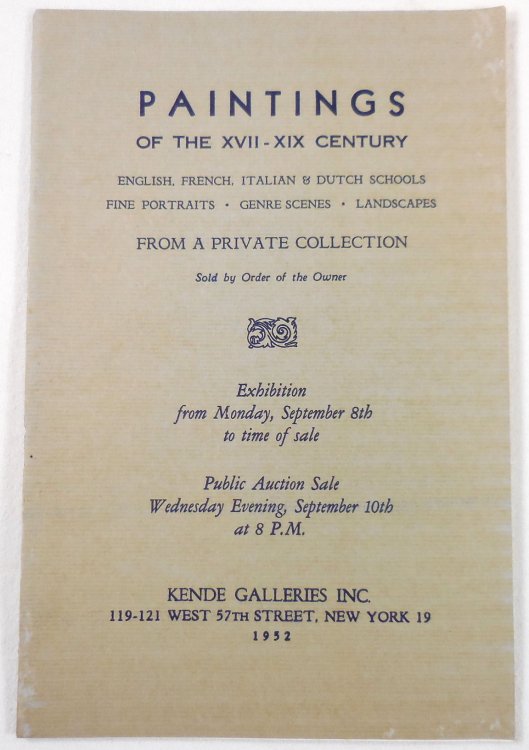 PAINTINGS
OF THE XVII - XIX CENTURY
ENGLISH, FRENCH, ITALIAN & DUTCH SCHOOLS
FINE PORTRAITS • GENRE SCENES • LANDSCAPES
FROM A PRIVATE COLLECTION
Sold by Order of the Owner
Exhibition
from Monday, September 8th
to time of sale
Public Auction Sale
Wednesday Evening, September 10th
at 8 P.M.
KENDE GALLERIES INC.
119-121 WEST 57TH STREET, NEW YORK 19
1952